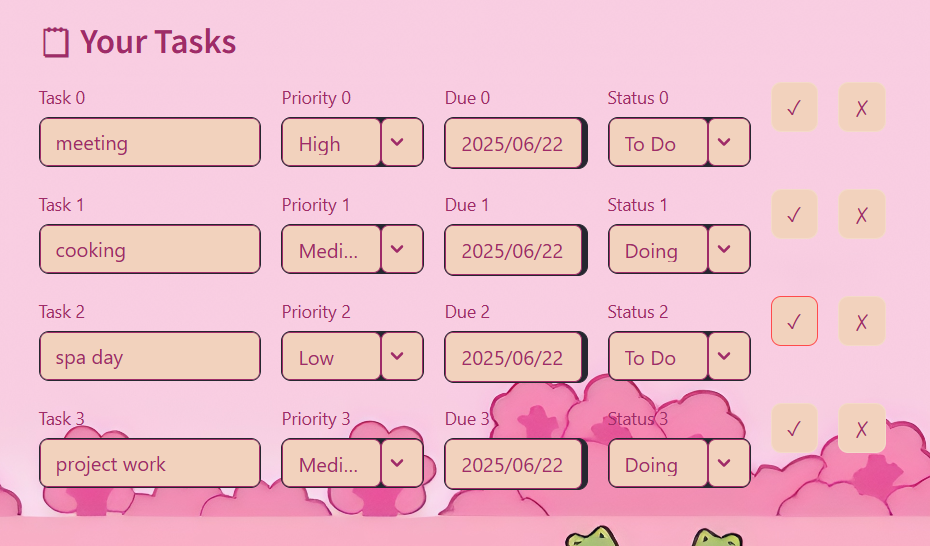 Your Tasks
Task 0 Priority 0 Due 0 Status 0
meeting High 2025/06/22 To Do ✓ ✗
Task 1 Priority 1 Due 1 Status 1
cooking Medi... 2025/06/22 Doing ✓ ✗
Task 2 Priority 2 Due 2 Status 2
spa day Low 2025/06/22 To Do ✓ ✗
Task 3 Priority 3 Due 3 Status 3
project work Medi... 2025/06/22 Doing ✓ ✗